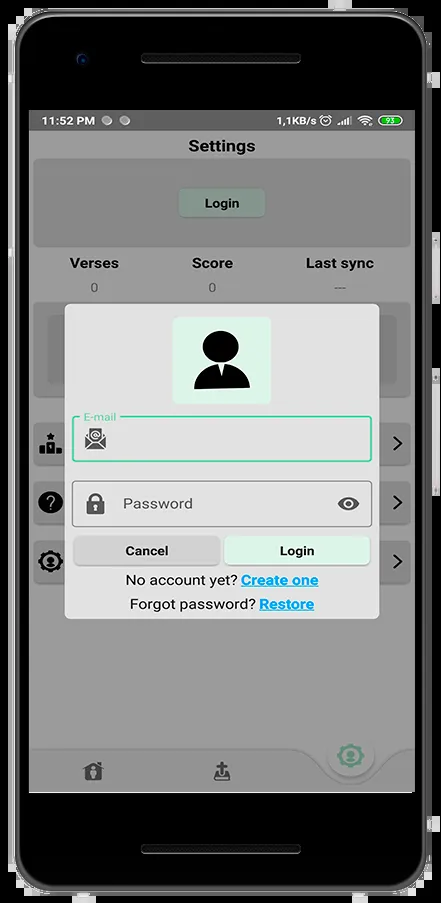 11:52 PM 1,1KB/s 93
Settings
Login
Verses Score Last sync
0 0 ---
E-mail
Password
Cancel Login
No account yet? Create one
Forgot password? Restore